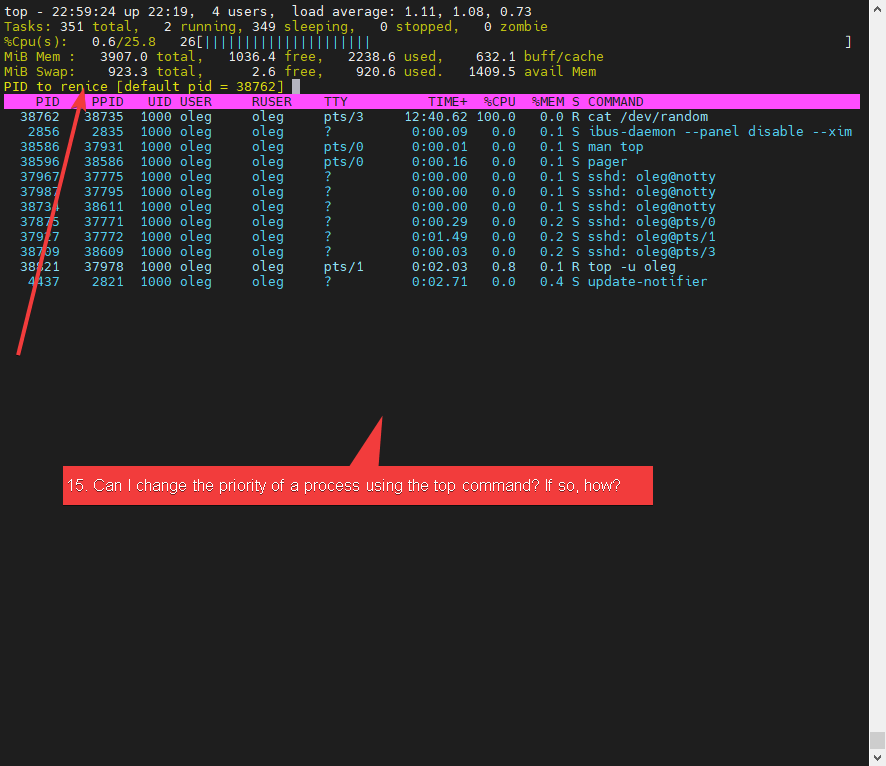 top - 22:59:24 up 22:19,  4 users,  load average: 1.11, 1.08, 0.73
Tasks: 351 total,   2 running, 349 sleeping,   0 stopped,   0 zombie
%Cpu(s):   0.6/25.8   26[|||||||||||||||||||||                                                            ]
MiB Mem :   3907.0 total,   1036.4 free,   2238.6 used,    632.1 buff/cache
MiB Swap:    923.3 total,      2.6 free,    920.6 used.   1409.5 avail Mem
PID to renice [default pid = 38762]
PID    PPID   UID USER     RUSER    TTY          TIME+  %CPU  %MEM S COMMAND
38762   38735  1000 oleg     oleg     pts/3     12:40.62 100.0   0.0 R cat /dev/random
2856    2835  1000 oleg     oleg     ?          0:00.09   0.0   0.1 S ibus-daemon --panel disable --xim
38586   37931  1000 oleg     oleg     pts/0      0:00.01   0.0   0.1 S man top
38596   38586  1000 oleg     oleg     pts/0      0:00.16   0.0   0.1 S pager
37967   37775  1000 oleg     oleg     ?          0:00.00   0.0   0.1 S sshd: oleg@notty
37987   37795  1000 oleg     oleg     ?          0:00.00   0.0   0.1 S sshd: oleg@notty
38734   38611  1000 oleg     oleg     ?          0:00.00   0.0   0.1 S sshd: oleg@notty
37875   37771  1000 oleg     oleg     ?          0:00.29   0.0   0.2 S sshd: oleg@pts/0
37927   37772  1000 oleg     oleg     ?          0:01.49   0.0   0.2 S sshd: oleg@pts/1
38709   38609  1000 oleg     oleg     ?          0:00.03   0.0   0.2 S sshd: oleg@pts/3
38821   37978  1000 oleg     oleg     pts/1      0:02.03   0.8   0.1 R top -u oleg
4437    2821  1000 oleg     oleg     ?          0:02.71   0.0   0.4 S update-notifier
15. Can I change the priority of a process using the top command? If so, how?